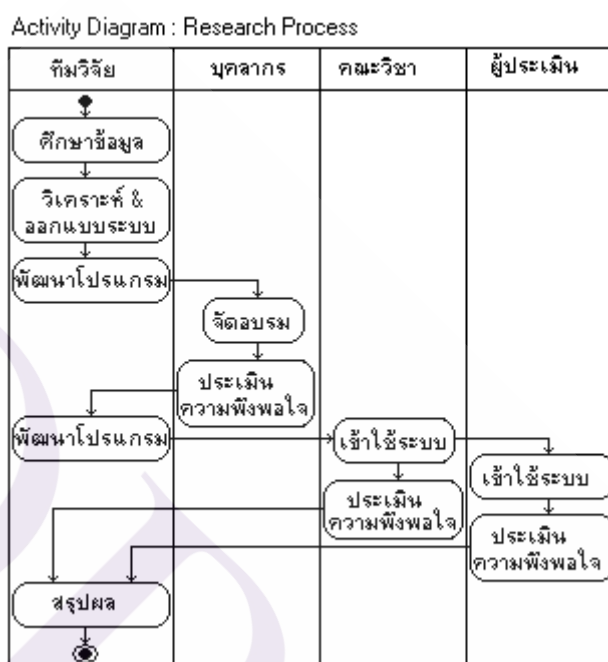 Activity Diagram : Research Process
ทีมวิจัย บุคลากร คณะวิชา ผู้ประเมิน
ศึกษาข้อมูล
วิเคราะห์ &
ออกแบบระบบ
พัฒนาโปรแกรม
จัดอบรม
ประเมิน
ความพึงพอใจ
พัฒนาโปรแกรม
เข้าใช้ระบบ
เข้าใช้ระบบ
ประเมิน
ความพึงพอใจ
ประเมิน
ความพึงพอใจ
สรุปผล